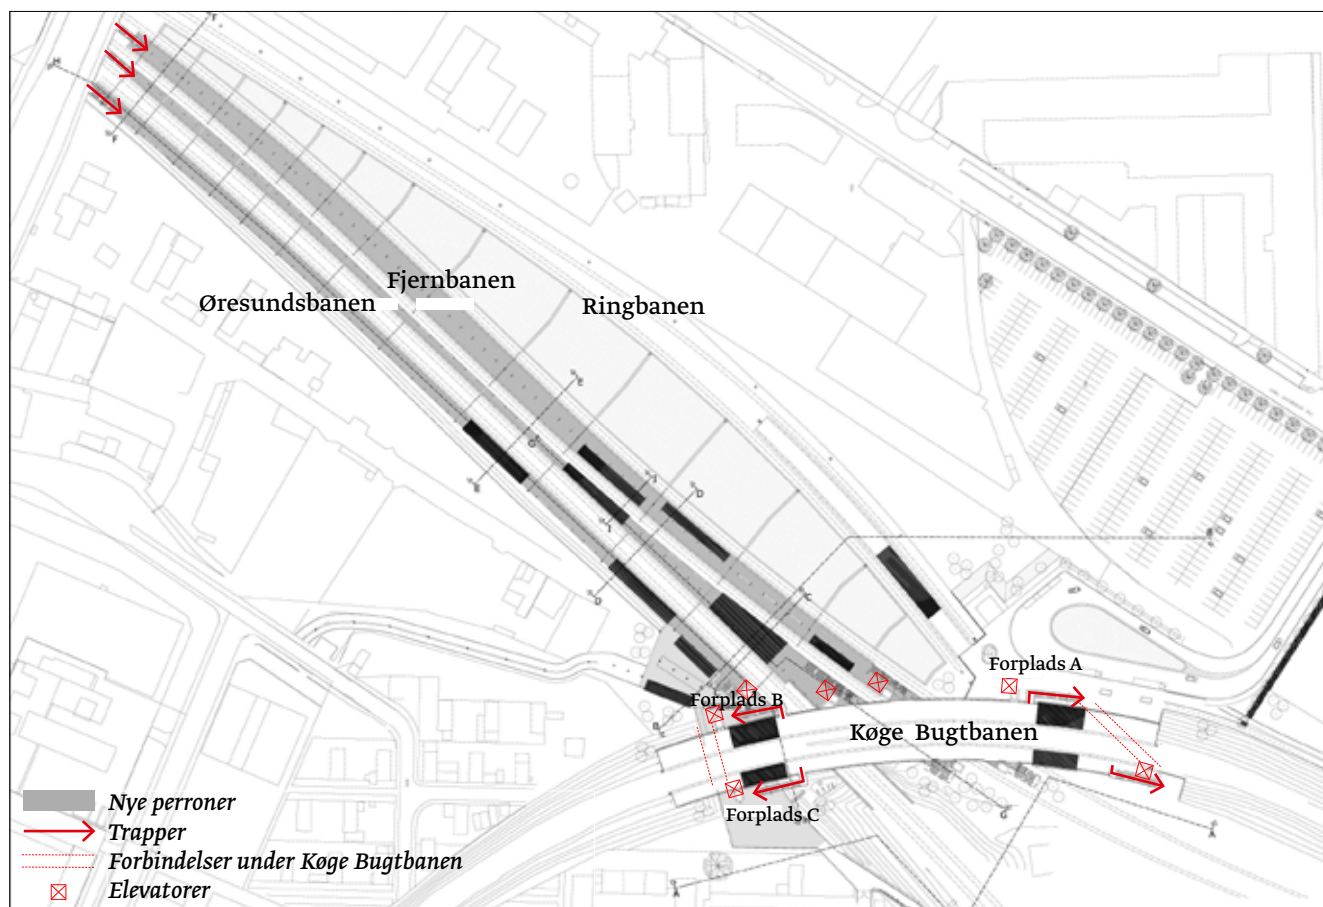 F
H
F
Fjernbanen
Øresundsbanen
Ringbanen
E
G
I
E
D
I
D
C
Forplads A
Forplads B
B
Køge Bugtbanen
Forplads C
G
A
A
Nye perroner
Trapper
Forbindelser under Køge Bugtbanen
Elevatorer